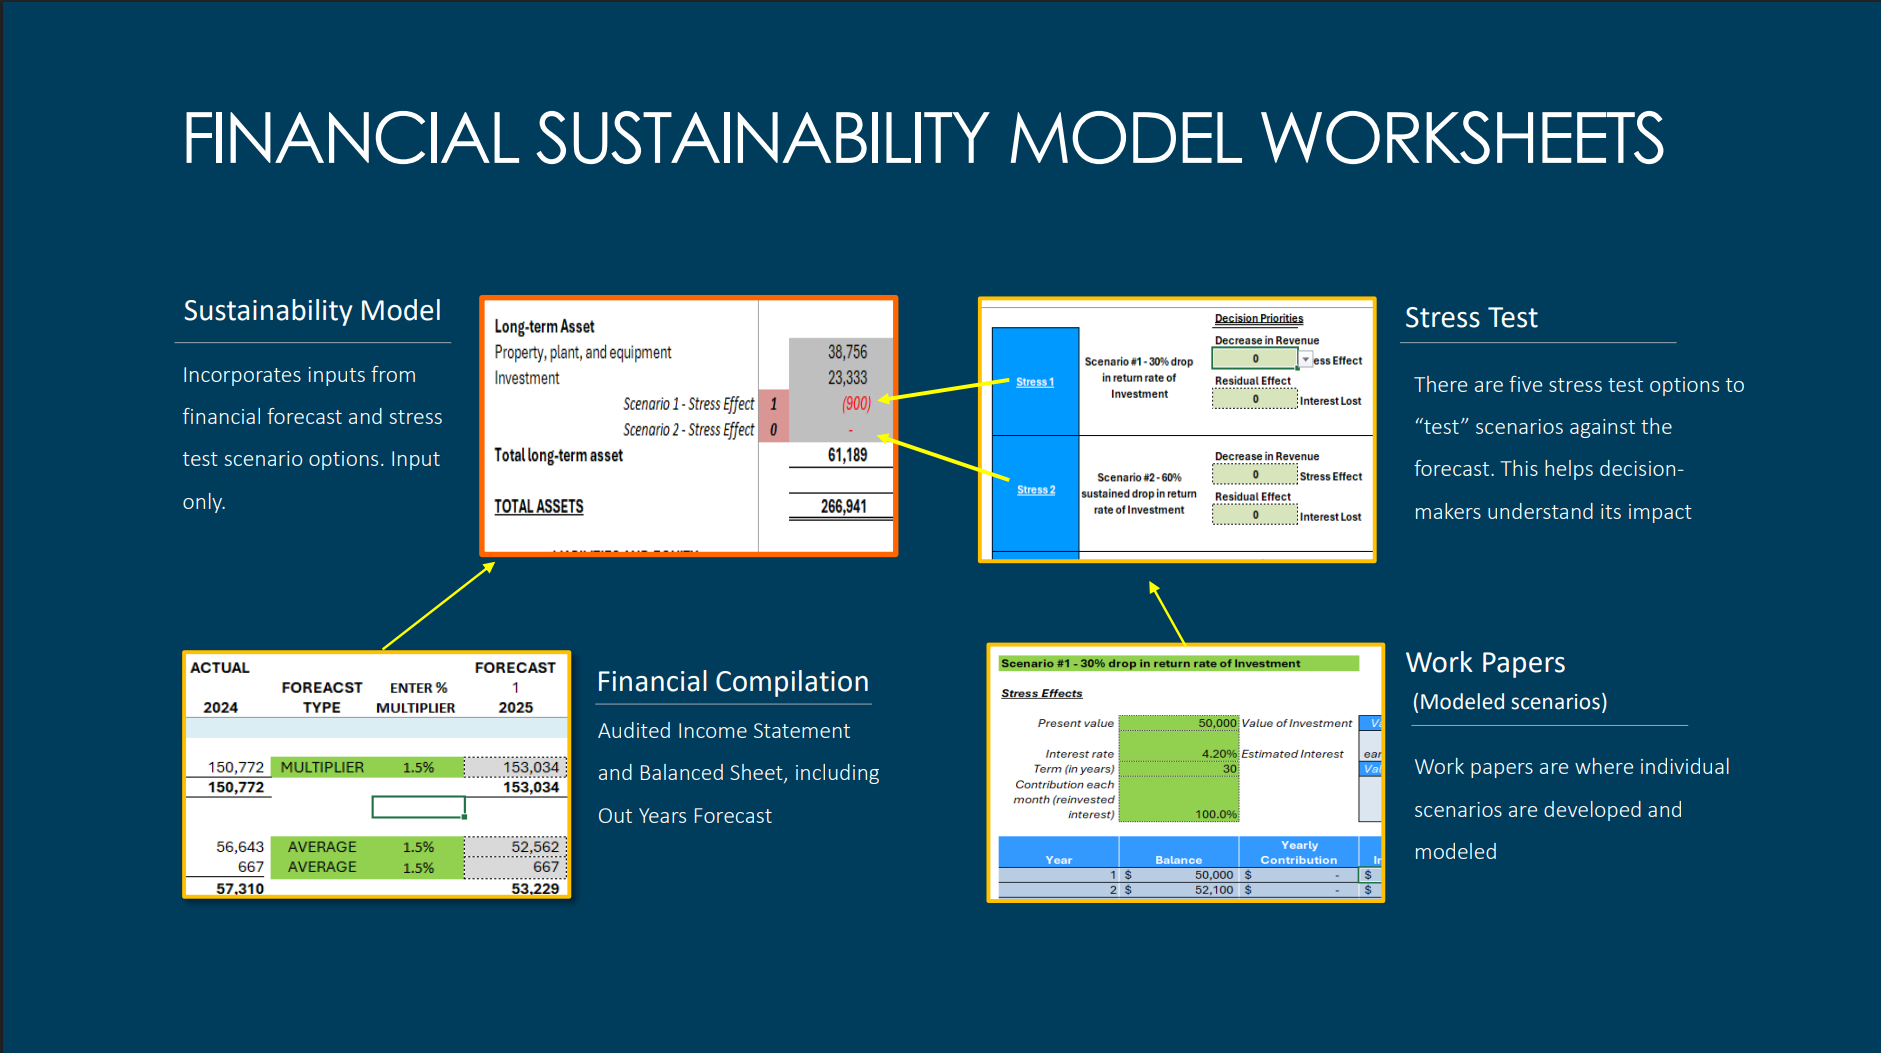 FINANCIAL SUSTAINABILITY MODEL WORKSHEETS
Sustainability Model
Incorporates inputs from
financial forecast and stress
test scenario options. Input
only.
Long-term Asset
Property, plant, and equipment 38,756
Investment 23,333
Scenario 1 - Stress Effect 1 (900)
Scenario 2 - Stress Effect 0 -
Total long-term asset 61,189
TOTAL ASSETS 266,941
Decision Priorities
Decrease in Revenue
Stress 1
Scenario #1 - 30% drop
in return rate of
Investment
0 ess Effect
Residual Effect
0 Interest Lost
Stress 2
Scenario #2 - 60%
sustained drop in return
rate of Investment
Decrease in Revenue
0 Stress Effect
Residual Effect
0 Interest Lost
Stress Test
There are five stress test options to
“test” scenarios against the
forecast. This helps decision-
makers understand its impact
ACTUAL FORECAST
FOREACST ENTER % 1
2024 TYPE MULTIPLIER 2025
150,772 MULTIPLIER 1.5% 153,034
150,772 153,034
56,643 AVERAGE 1.5% 52,562
667 AVERAGE 1.5% 667
57,310 53,229
Financial Compilation
Audited Income Statement
and Balanced Sheet, including
Out Years Forecast
Scenario #1 - 30% drop in return rate of Investment
Stress Effects
Present value 50,000 Value of Investment
Interest rate 4.20% Estimated Interest
Term (in years) 30
Contribution each
month (reinvested
interest) 100.0%
Year Balance Yearly
Contribution
1 $ 50,000 $ - $
2 $ 52,100 $ - $
Work Papers
(Modeled scenarios)
Work papers are where individual
scenarios are developed and
modeled